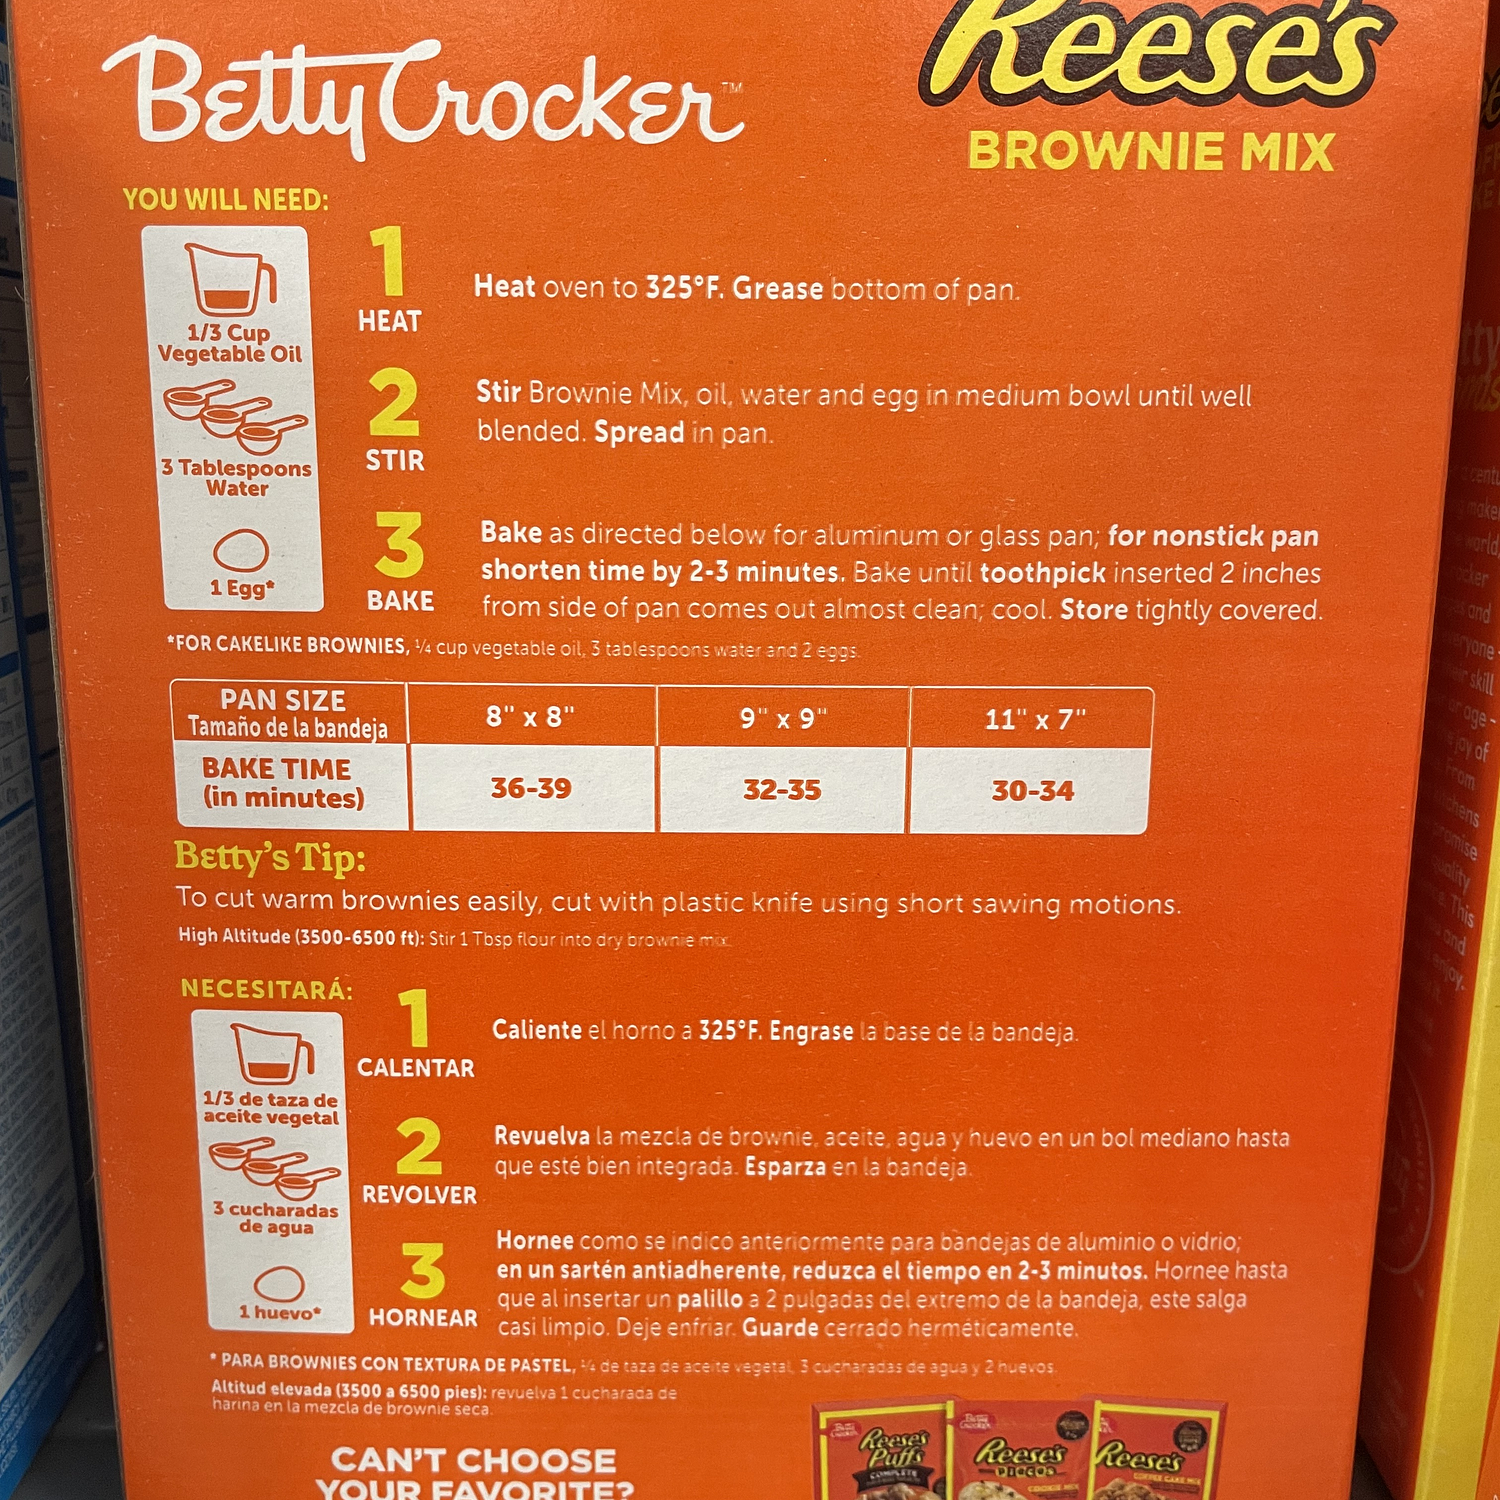 Betty Crocker™
Reese's
BROWNIE MIX
YOU WILL NEED:
1/3 Cup
Vegetable Oil
3 Tablespoons
Water
1 Egg*
1
HEAT
Heat oven to 325°F. Grease bottom of pan.
2
STIR
Stir Brownie Mix, oil, water and egg in medium bowl until well
blended. Spread in pan.
3
BAKE
Bake as directed below for aluminum or glass pan; for nonstick pan
shorten time by 2-3 minutes. Bake until toothpick inserted 2 inches
from side of pan comes out almost clean; cool. Store tightly covered.
*FOR CAKELIKE BROWNIES, ¼ cup vegetable oil, 3 tablespoons water and 2 eggs.
PAN SIZE 8" x 8" 9" x 9" 11" x 7"
Tamaño de la bandeja
BAKE TIME 36-39 32-35 30-34
(in minutes)
Betty's Tip:
To cut warm brownies easily, cut with plastic knife using short sawing motions.
High Altitude (3500-6500 ft): Stir 1 Tbsp flour into dry brownie mix.
NECESITARÁ:
1/3 de taza de
aceite vegetal
3 cucharadas
de agua
1 huevo*
1
CALENTAR
Caliente el horno a 325°F. Engrase la base de la bandeja.
2
REVOLVER
Revuelva la mezcla de brownie, aceite, agua y huevo en un bol mediano hasta
que esté bien integrada. Esparza en la bandeja.
3
HORNEAR
Hornee como se indicó anteriormente para bandejas de aluminio o vidrio;
en un sartén antiadherente, reduzca el tiempo en 2-3 minutos. Hornee hasta
que al insertar un palillo a 2 pulgadas del extremo de la bandeja, este salga
casi limpio. Deje enfriar. Guarde cerrado herméticamente.
* PARA BROWNIES CON TEXTURA DE PASTEL, ¼ de taza de aceite vegetal, 3 cucharadas de agua y 2 huevos.
Altitud elevada (3500 a 6500 pies): revuelva 1 cucharada de
harina en la mezcla de brownie seca.
CAN'T CHOOSE
YOUR FAVORITE?
Betty Crocker
Reese's
Puffs
COMPLETE
Betty Crocker
Reese's
PIECES
COOKIE MIX
Reese's
COFFEE CAKE MIX